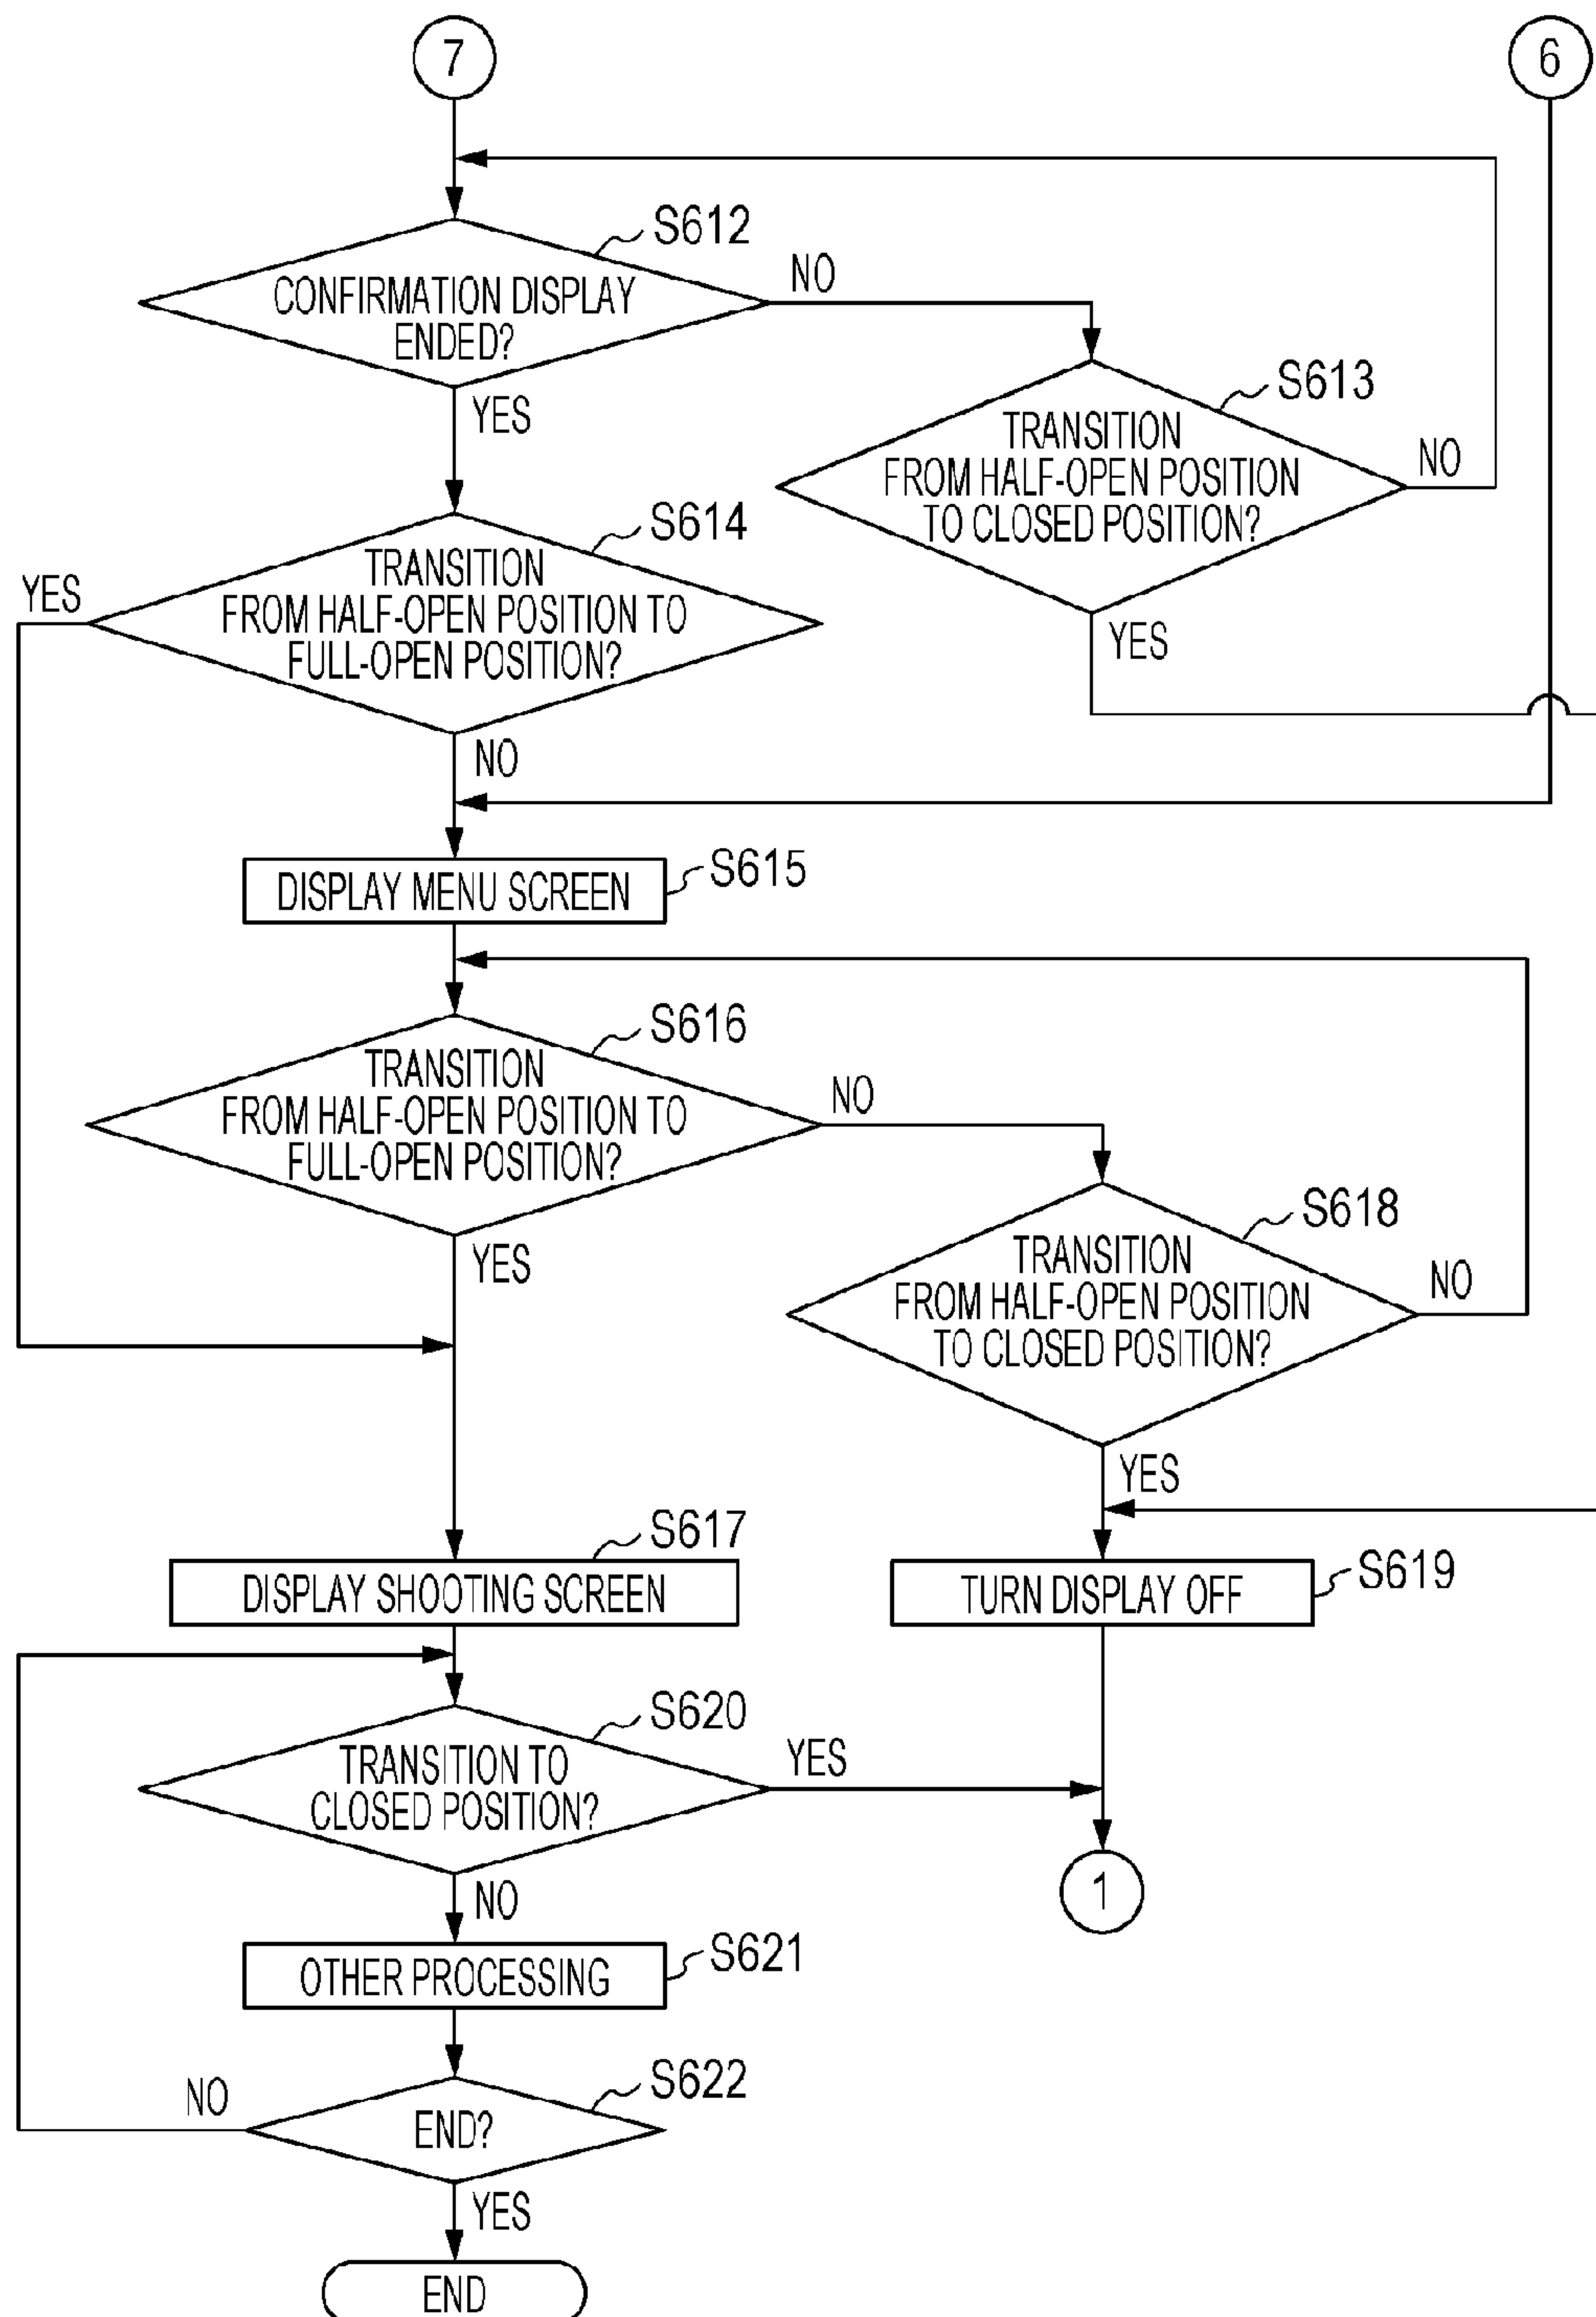 7
6
S612
CONFIRMATION DISPLAY
ENDED?
NO
YES
S613
TRANSITION
FROM HALF-OPEN POSITION
TO CLOSED POSITION?
NO
YES
S614
TRANSITION
FROM HALF-OPEN POSITION TO
FULL-OPEN POSITION?
YES
NO
S615
DISPLAY MENU SCREEN
S616
TRANSITION
FROM HALF-OPEN POSITION TO
FULL-OPEN POSITION?
NO
YES
S618
TRANSITION
FROM HALF-OPEN POSITION
TO CLOSED POSITION?
NO
YES
S617
DISPLAY SHOOTING SCREEN
S619
TURN DISPLAY OFF
S620
TRANSITION TO
CLOSED POSITION?
YES
NO
1
S621
OTHER PROCESSING
S622
END?
NO
YES
END